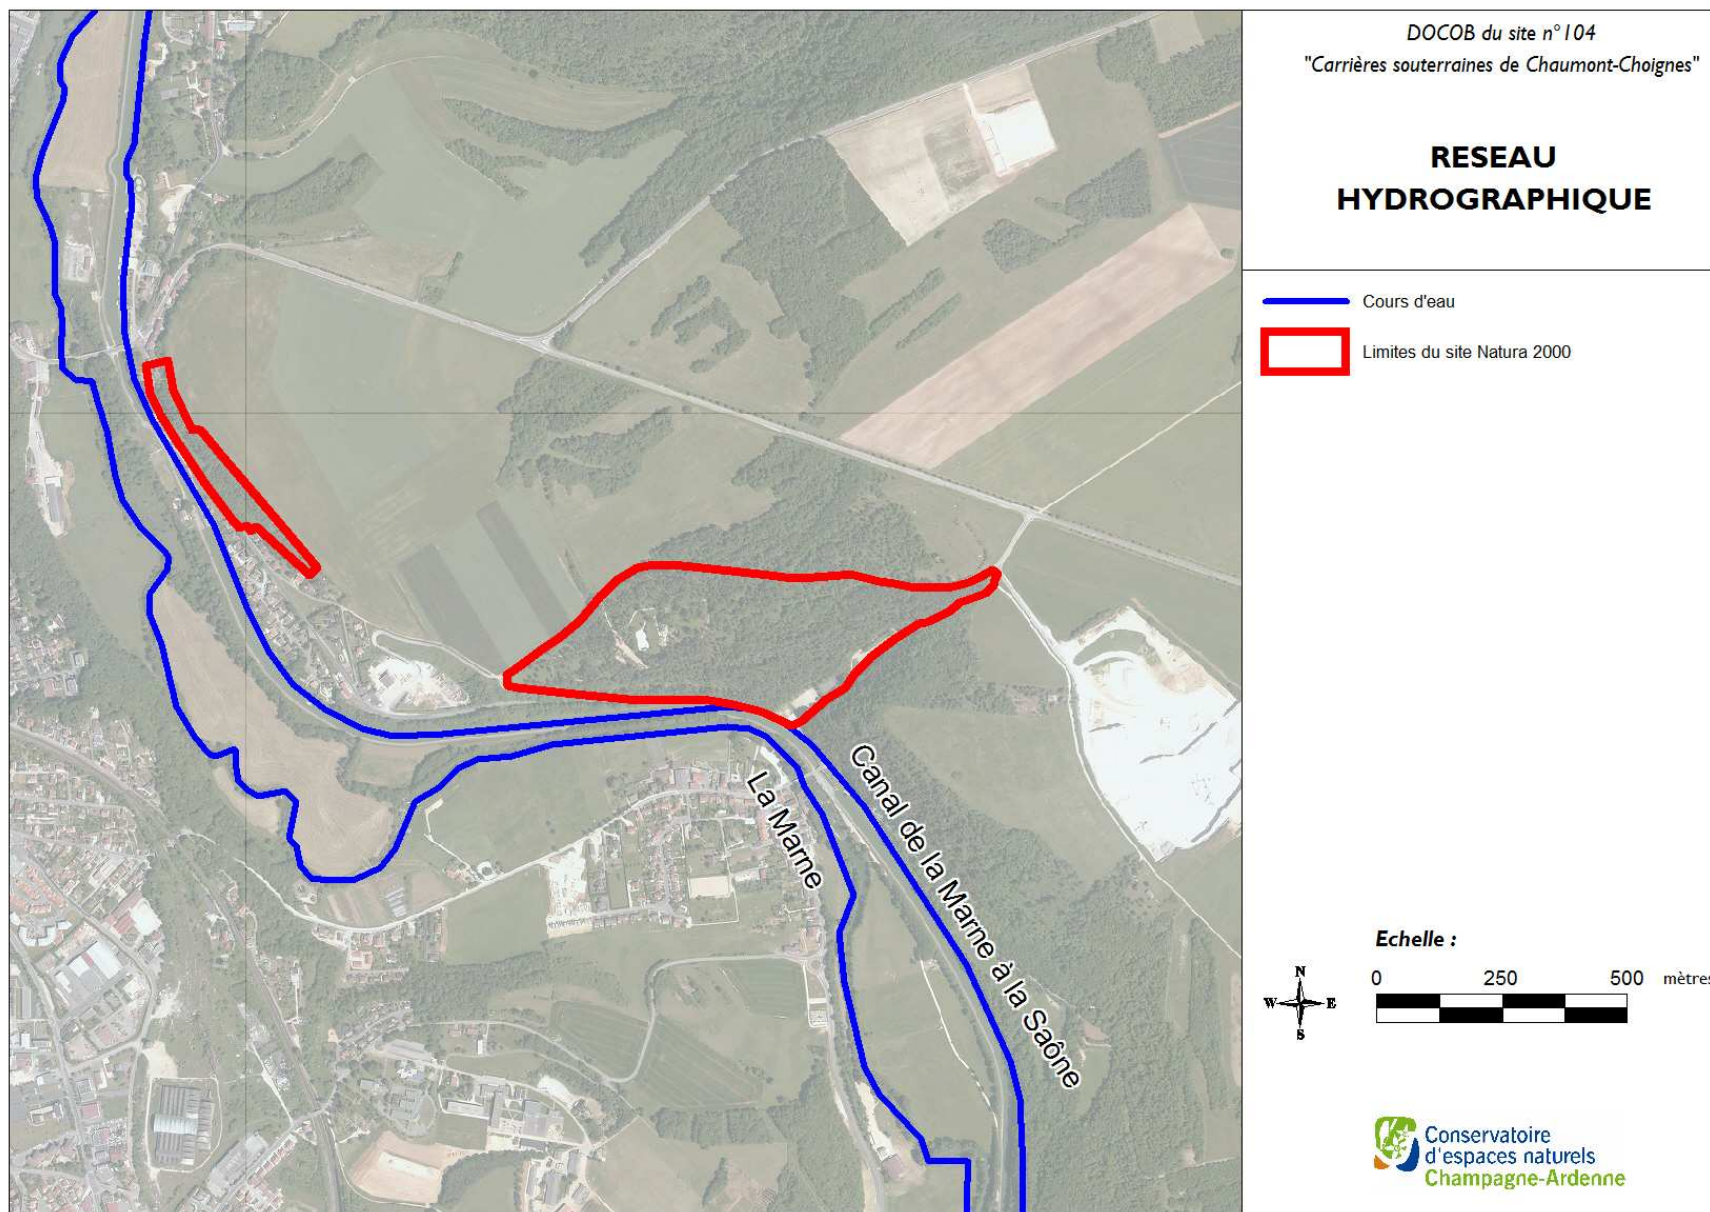 DOCOB du site n°104
"Carrières souterraines de Chaumont-Choignes"
RESEAU
HYDROGRAPHIQUE
Cours d'eau
Limites du site Natura 2000
La Marne
Canal de la Marne à la Saône
Echelle :
0 250 500 mètres
N
W E
S
Conservatoire
d'espaces naturels
Champagne-Ardenne